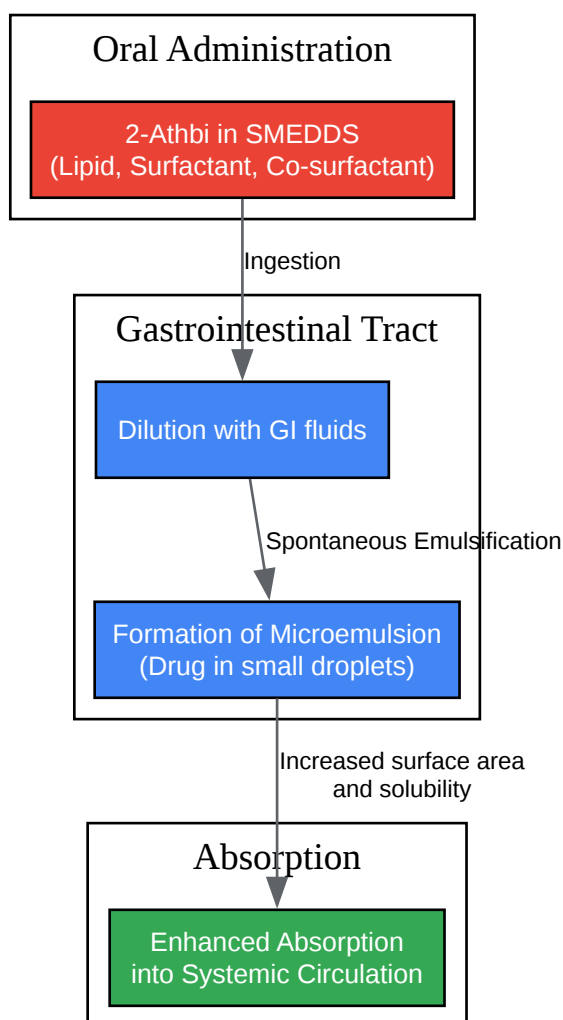 Oral Administration
2-Athbi in SMEDDS
(Lipid, Surfactant, Co-surfactant)
Ingestion
Gastrointestinal Tract
Dilution with GI fluids
Spontaneous Emulsification
Formation of Microemulsion
(Drug in small droplets)
Increased surface area
and solubility
Absorption
Enhanced Absorption
into Systemic Circulation